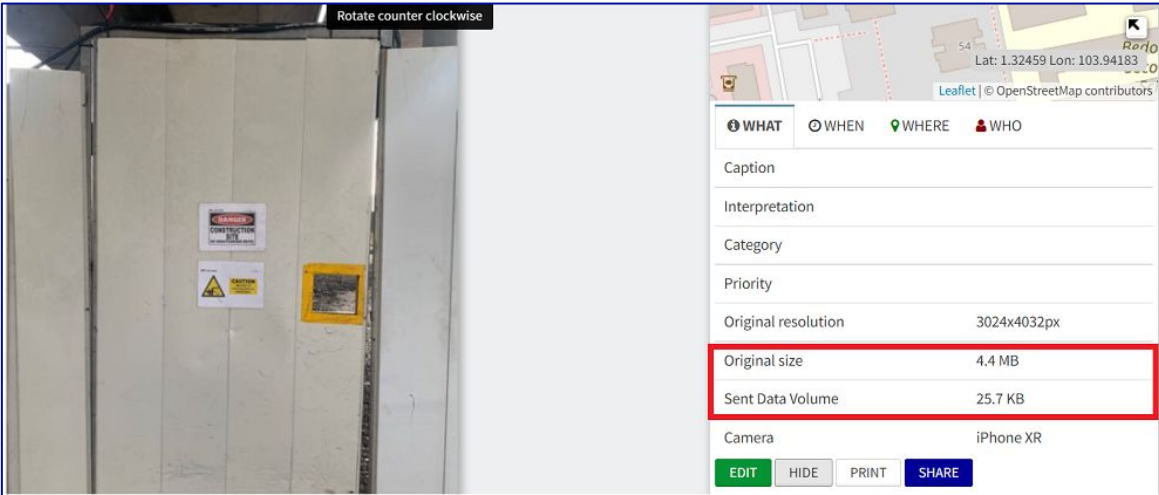 Rotate counter clockwise
DANGER
CONSTRUCTION
SITE
CAUTION
54
Bedo
Lat: 1.32459 Lon: 103.94183
Leaflet | © OpenStreetMap contributors
WHAT WHEN WHERE WHO
Caption
Interpretation
Category
Priority
Original resolution 3024x4032px
Original size 4.4 MB
Sent Data Volume 25.7 KB
Camera iPhone XR
EDIT HIDE PRINT SHARE